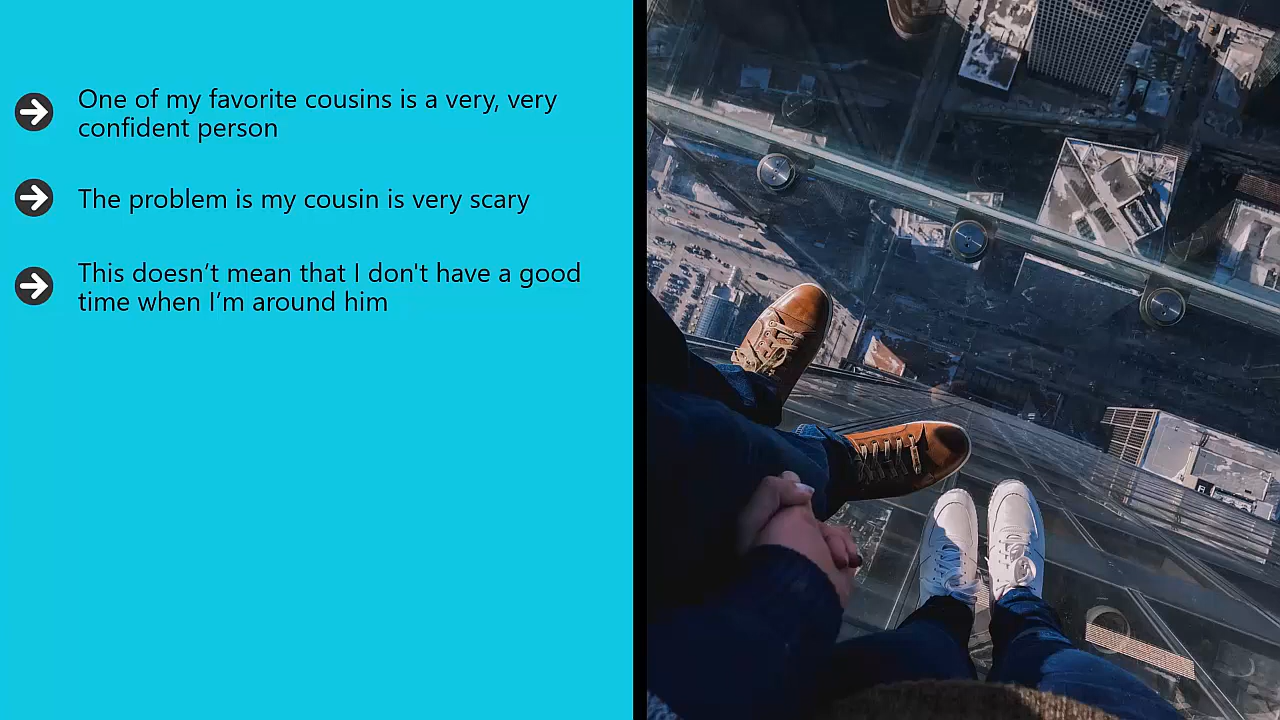 One of my favorite cousins is a very, very
confident person
The problem is my cousin is very scary
This doesn’t mean that I don't have a good
time when I’m around him